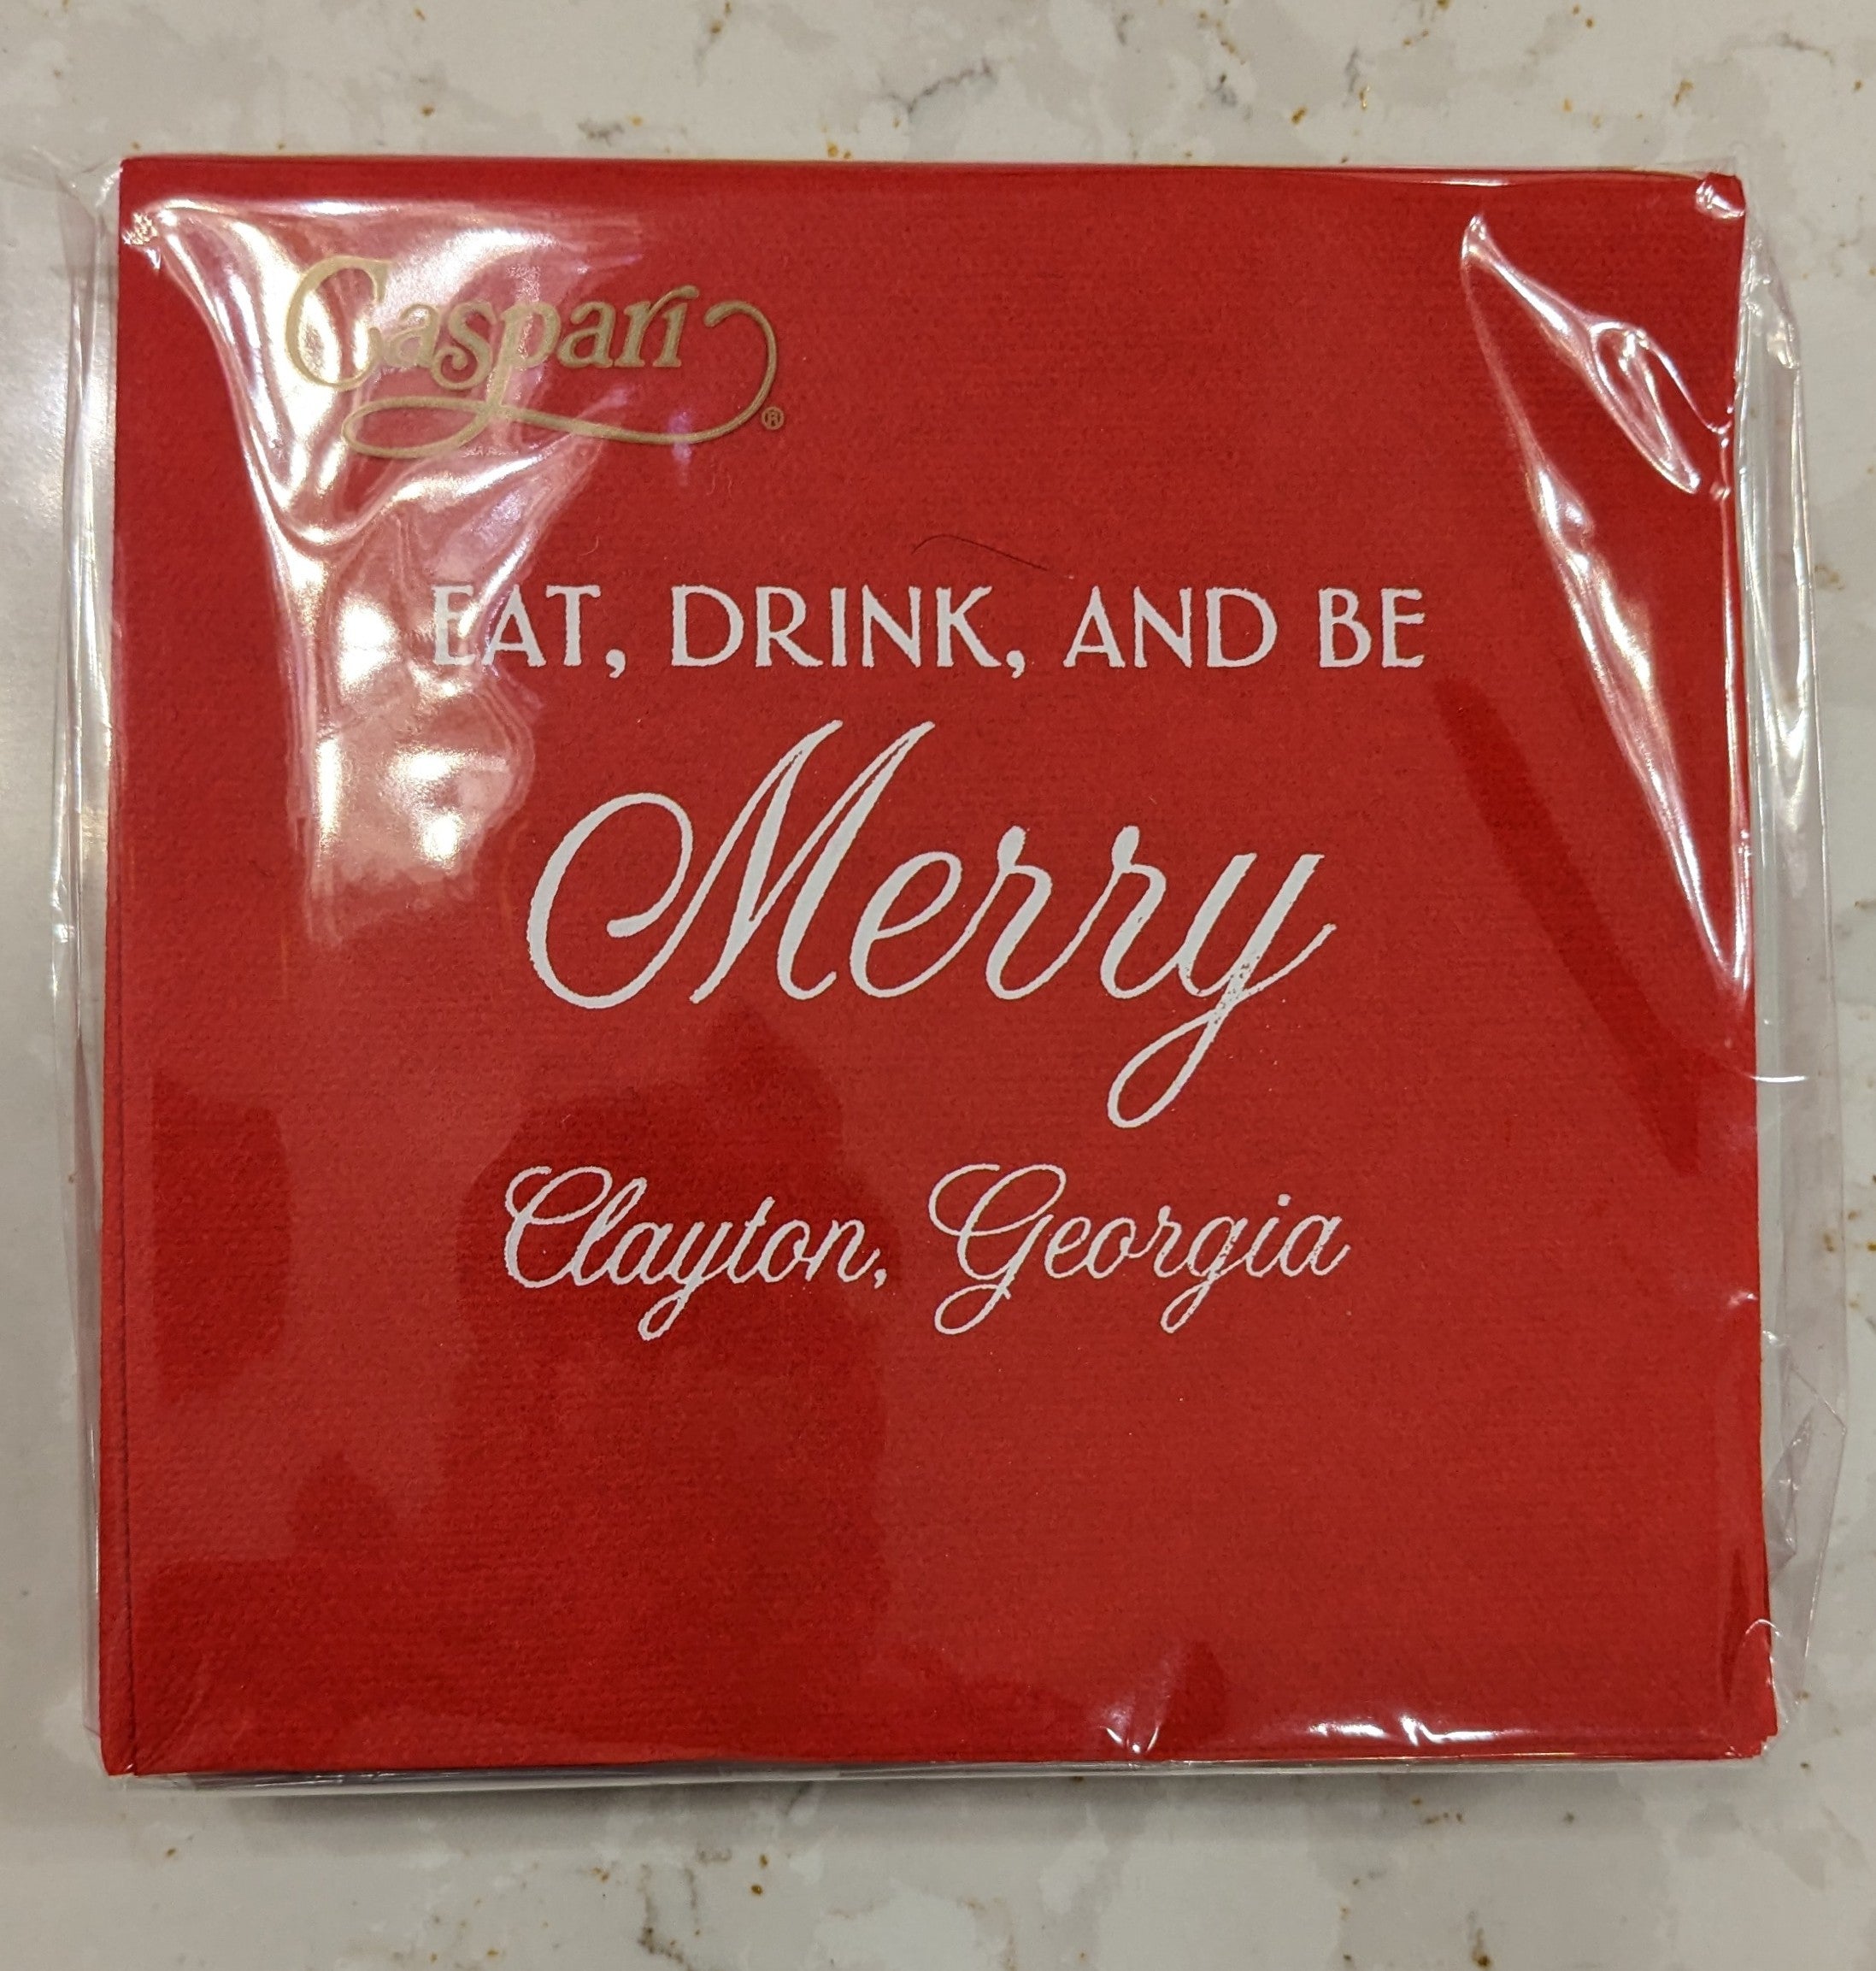 Caspari®
EAT, DRINK, AND BE
Merry
Clayton, Georgia